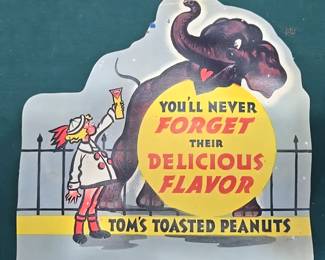 YOU'LL NEVER
FORGET
THEIR
DELICIOUS
FLAVOR
TOM'S TOASTED PEANUTS